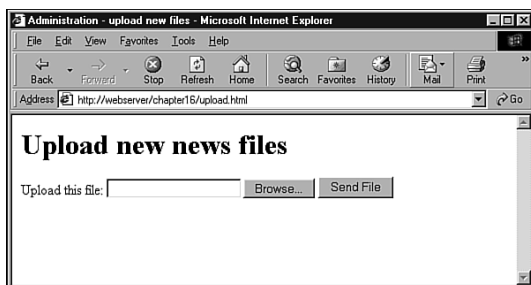 Administration - upload new files - Microsoft Internet Explorer
File Edit View Favorites Tools Help
Back Forward Stop Refresh Home Search Favorites History Mail Print »
Address http://webserver/chapter16/upload.html Go
Upload new news files
Upload this file: Browse... Send File